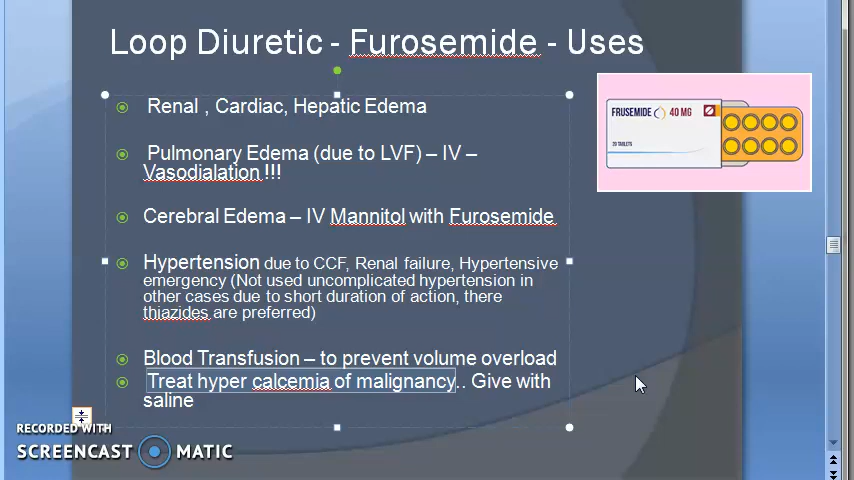 Loop Diuretic - Furosemide - Uses
Renal , Cardiac, Hepatic Edema
Pulmonary Edema (due to LVF) – IV –
Vasodialation !!!
Cerebral Edema – IV Mannitol with Furosemide
Hypertension due to CCF, Renal failure, Hypertensive
emergency (Not used uncomplicated hypertension in
other cases due to short duration of action, there
thiazides are preferred)
Blood Transfusion – to prevent volume overload
Treat hyper calcemia of malignancy.. Give with
saline
FRUSEMIDE 40 MG
20 TABLETS
RECORDED WITH
SCREENCAST MATIC